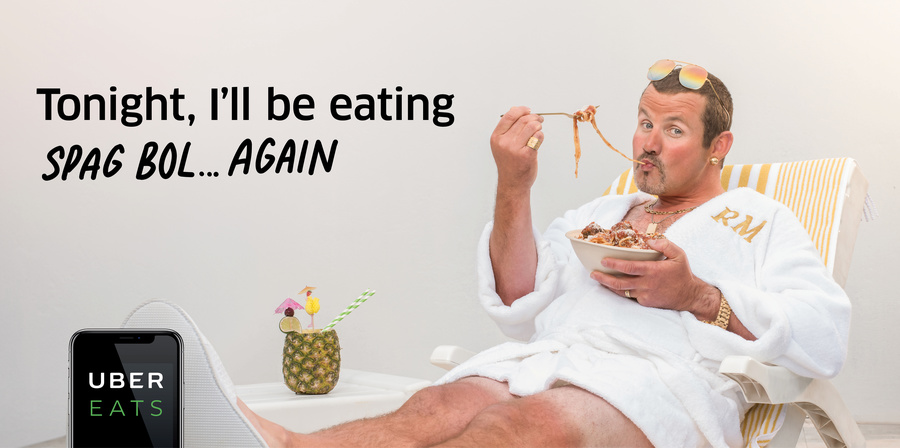 Tonight, I'll be eating
SPAG BOL... AGAIN
RM
UBER
EATS